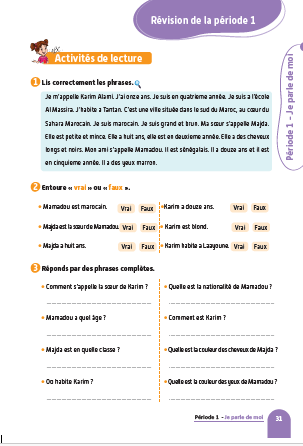 Révision de la période 1
Activités de lecture
Période 1 - Je parle de moi
1 Lis correctement les phrases.
Je m'appelle Karim Alami. J'ai onze ans. Je suis en quatrième année. Je suis à l'école
Al Massira. J'habite à Tantan. C'est une ville située dans le sud du Maroc, au cœur du
Sahara Marocain. Je suis marocain. Je suis grand et brun. Ma sœur s'appelle Majda.
Elle est petite et mince. Elle a huit ans, elle est en deuxième année. Elle a des cheveux
longs et noirs. Mon ami s'appelle Mamadou. Il est sénégalais. Il a douze ans et il est
en cinquième année. Il a des yeux marron.
2 Entoure « vrai » ou « faux ».
• Mamadou est marocain. Vrai Faux
• Karim a douze ans. Vrai Faux
• Majda est la sœur de Mamadou. Vrai Faux
• Karim est blond. Vrai Faux
• Majda a huit ans. Vrai Faux
• Karim habite à Laayoune. Vrai Faux
3 Réponds par des phrases complètes.
• Comment s'appelle la sœur de Karim ?
• Quelle est la nationalité de Mamadou ?
• Mamadou a quel âge ?
• Comment est Karim ?
• Majda est en quelle classe ?
• Quelle est la couleur des cheveux de Majda ?
• Où habite Karim ?
• Quelle est la couleur des yeux de Mamadou ?
Période 1 - Je parle de moi
31